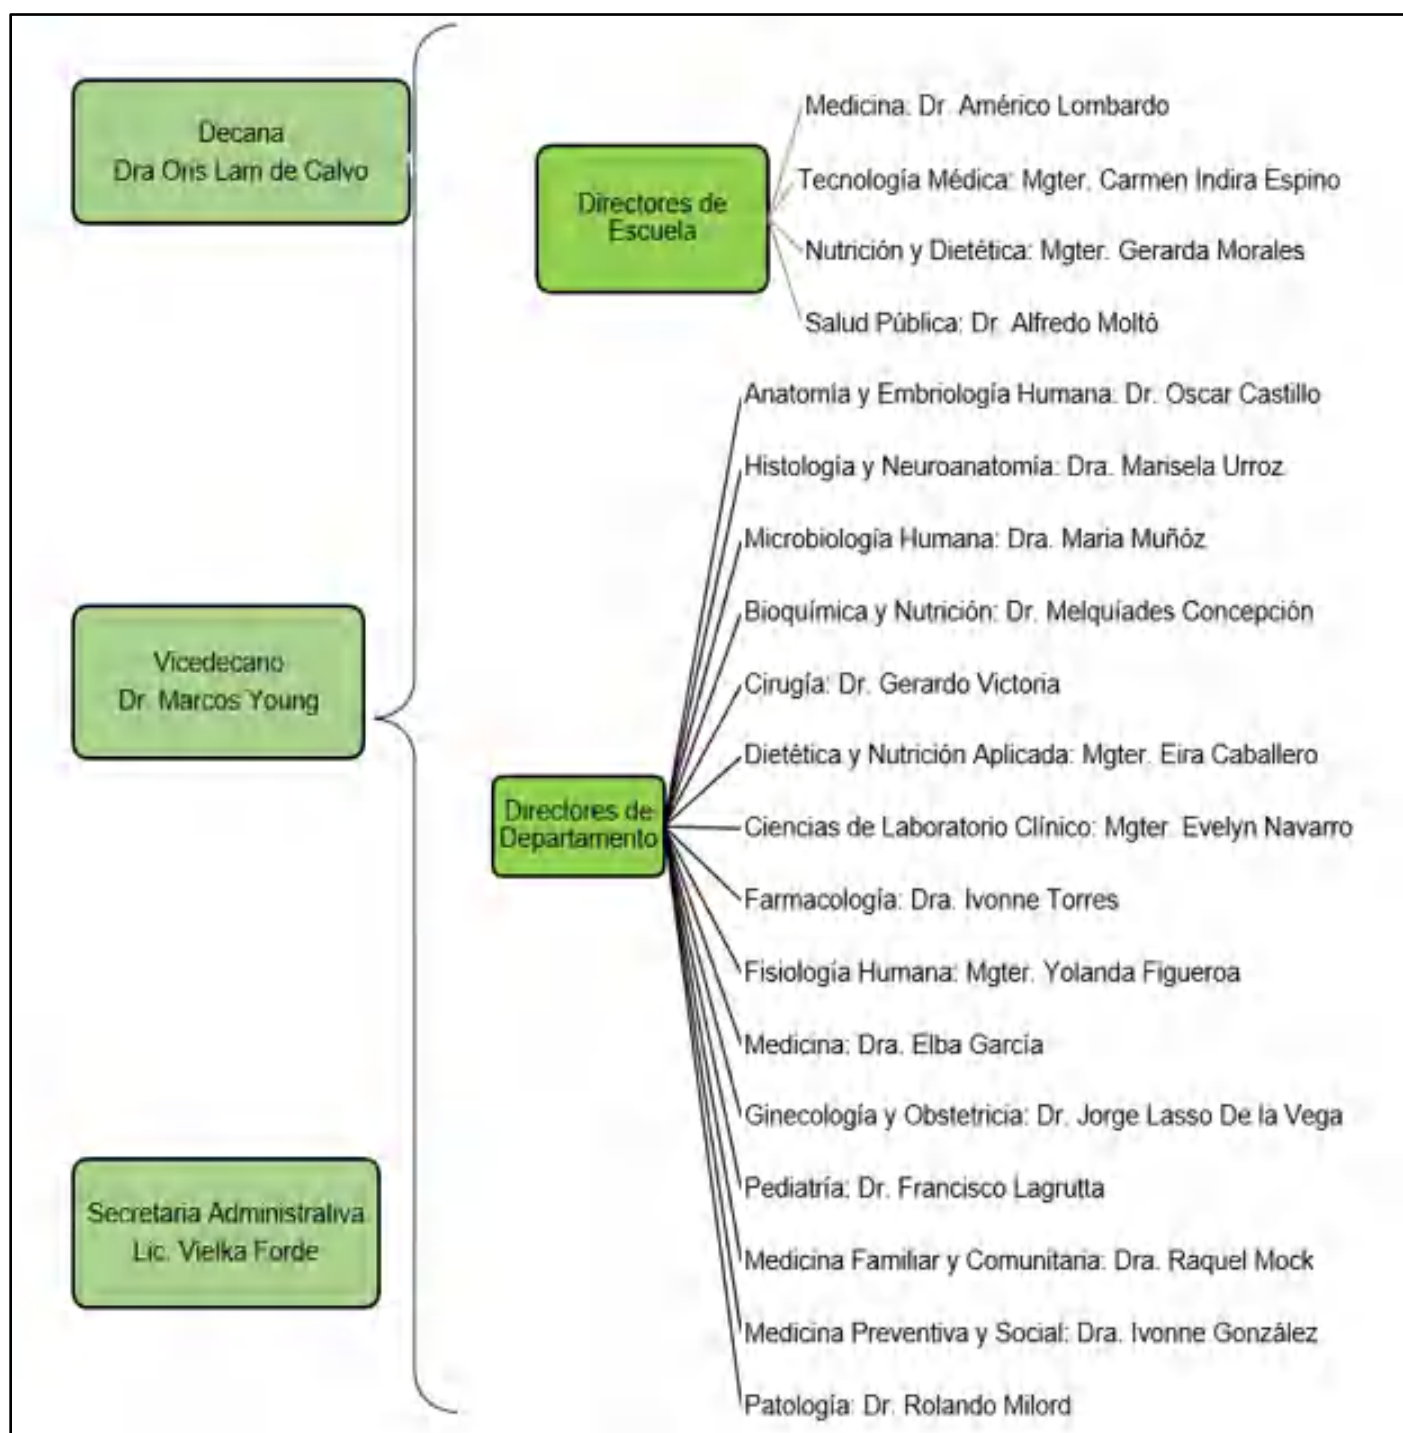 Decana
Dra Oris Lam de Calvo
Vicedecano
Dr. Marcos Young
Secretaria Administrativa
Lic. Vielka Forde
Directores de
Escuela
Medicina: Dr. Américo Lombardo
Tecnología Médica: Mgter. Carmen Indira Espino
Nutrición y Dietética: Mgter. Gerarda Morales
Salud Pública: Dr. Alfredo Moltó
Directores de
Departamento
Anatomía y Embriología Humana: Dr. Oscar Castillo
Histología y Neuroanatomía: Dra. Marisela Urroz
Microbiología Humana: Dra. Maria Muñóz
Bioquímica y Nutrición: Dr. Melquíades Concepción
Cirugía: Dr. Gerardo Victoria
Dietética y Nutrición Aplicada: Mgter. Eira Caballero
Ciencias de Laboratorio Clínico: Mgter. Evelyn Navarro
Farmacología: Dra. Ivonne Torres
Fisiología Humana: Mgter. Yolanda Figueroa
Medicina: Dra. Elba García
Ginecología y Obstetricia: Dr. Jorge Lasso De la Vega
Pediatría: Dr. Francisco Lagrutta
Medicina Familiar y Comunitaria: Dra. Raquel Mock
Medicina Preventiva y Social: Dra. Ivonne González
Patología: Dr. Rolando Milord